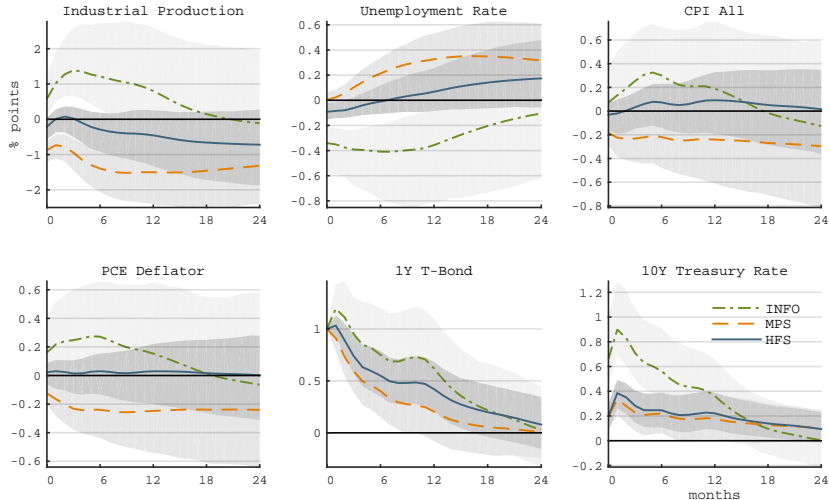 Industrial Production
Unemployment Rate
CPI All
% points
2
1
0
-1
-2
0 6 12 18 24
0.6
0.4
0.2
0
-0.2
-0.4
-0.6
-0.8
0 6 12 18 24
0.6
0.4
0.2
0
-0.2
-0.4
-0.6
-0.8
0 6 12 18 24
PCE Deflator
1Y T-Bond
10Y Treasury Rate
0.6
0.4
0.2
0
-0.2
-0.4
-0.6
0 6 12 18 24
1
0.5
0
0 6 12 18 24
1.2
1
0.8
0.6
0.4
0.2
0
-0.2
INFO
MPS
HFS
0 6 12 18 24
months